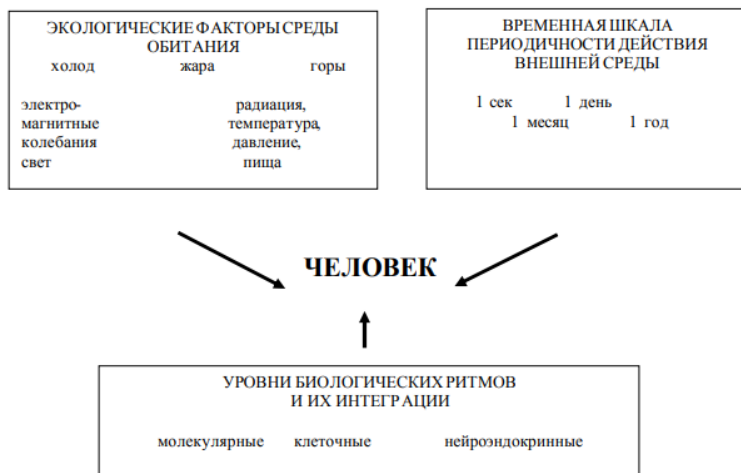 ЭКОЛОГИЧЕСКИЕ ФАКТОРЫ СРЕДЫ
ОБИТАНИЯ
холод жара горы
электро- радиация,
магнитные температура,
колебания давление,
свет пища
ВРЕМЕННАЯ ШКАЛА
ПЕРИОДИЧНОСТИ ДЕЙСТВИЯ
ВНЕШНЕЙ СРЕДЫ
1 сек 1 день
1 месяц 1 год
ЧЕЛОВЕК
УРОВНИ БИОЛОГИЧЕСКИХ РИТМОВ
И ИХ ИНТЕГРАЦИИ
молекулярные клеточные нейроэндокринные